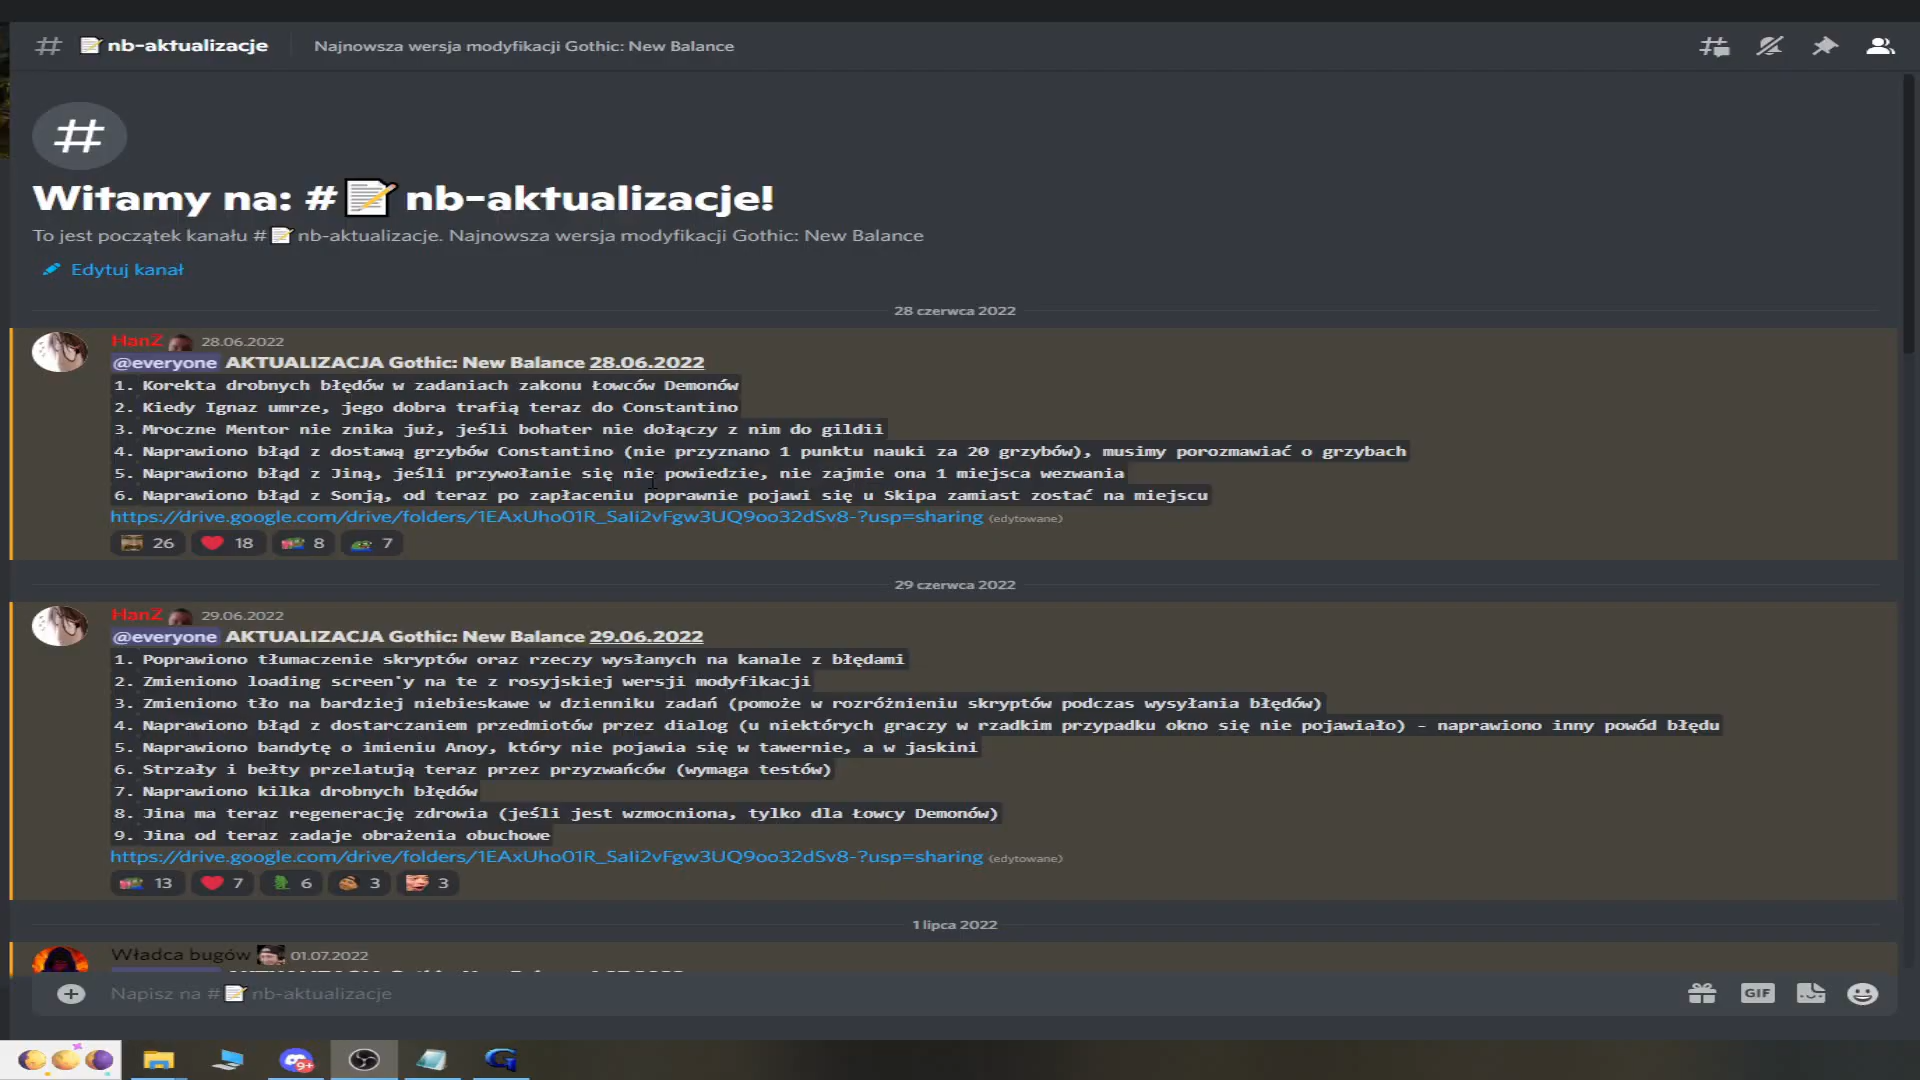 # 📝 nb-aktualizacje Najnowsza wersja modyfikacji Gothic: New Balance
#
Witamy na: #📝 nb-aktualizacje!
To jest początek kanału #📝 nb-aktualizacje. Najnowsza wersja modyfikacji Gothic: New Balance
Edytuj kanał
28 czerwca 2022
HanZ 28.06.2022
@everyone AKTUALIZACJA Gothic: New Balance 28.06.2022
1. Korekta drobnych błędów w zadaniach zakonu Łowców Demonów
2. Kiedy Ignaz umrze, jego dobra trafią teraz do Constantino
3. Mroczne Mentor nie znika już, jeśli bohater nie dołączy z nim do gildii
4. Naprawiono błąd z dostawą grzybów Constantino (nie przyznano 1 punktu nauki za 20 grzybów), musimy porozmawiać o grzybach
5. Naprawiono błąd z Jiną, jeśli przywołanie się nie powiedzie, nie zajmie ona 1 miejsca wezwania
6. Naprawiono błąd z Sonją, od teraz po zapłaceniu poprawnie pojawi się u Skipa zamiast zostać na miejscu
https://drive.google.com/drive/folders/1EAxUho01R_SaIi2vFgw3UQ9oo32dSv8-?usp=sharing (edytowane)
26 18 8 7
29 czerwca 2022
HanZ 29.06.2022
@everyone AKTUALIZACJA Gothic: New Balance 29.06.2022
1. Poprawiono tłumaczenie skryptów oraz rzeczy wysłanych na kanale z błędami
2. Zmieniono loading screen'y na te z rosyjskiej wersji modyfikacji
3. Zmieniono tło na bardziej niebieskawe w dzienniku zadań (pomoże w rozróżnieniu skryptów podczas wysyłania błędów)
4. Naprawiono błąd z dostarczaniem przedmiotów przez dialog (u niektórych graczy w rzadkim przypadku okno się nie pojawiało) - naprawiono inny powód błędu
5. Naprawiono bandytę o imieniu Anoy, który nie pojawia się w tawernie, a w jaskini
6. Strzały i bełty przelatują teraz przez przyzwańców (wymaga testów)
7. Naprawiono kilka drobnych błędów
8. Jina ma teraz regenerację zdrowia (jeśli jest wzmocniona, tylko dla Łowcy Demonów)
9. Jina od teraz zadaje obrażenia obuchowe
https://drive.google.com/drive/folders/1EAxUho01R_SaIi2vFgw3UQ9oo32dSv8-?usp=sharing (edytowane)
13 7 6 3 3
1 lipca 2022
Władca bugów 01.07.2022
Napisz na #📝 nb-aktualizacje
GIF
9+